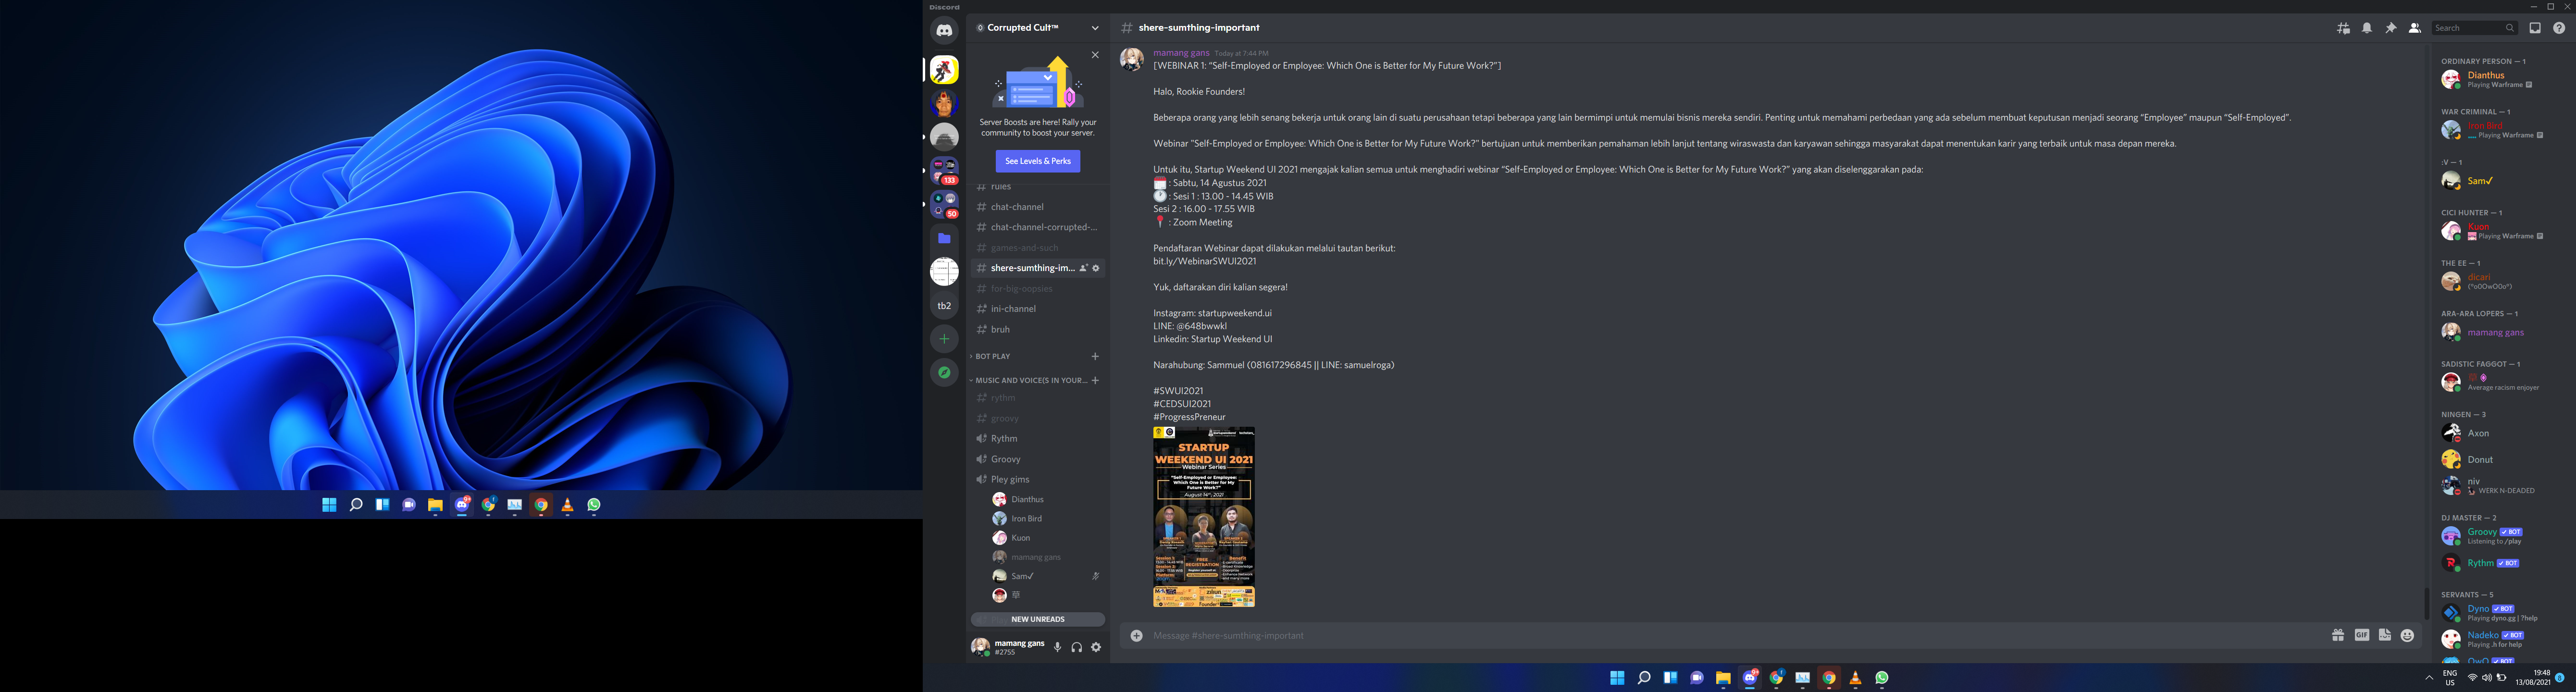 Discord
Corrupted Cult™
Server Boosts are here! Rally your
community to boost your server.
See Levels & Perks
rules
chat-channel
chat-channel-corrupted-...
games-and-such
shere-sumthing-im...
for-big-oopsies
ini-channel
bruh
BOT PLAY
MUSIC AND VOICE(S IN YOUR...
rythm
groovy
Rythm
Groovy
Pley gims
Dianthus
Iron Bird
Kuon
mamang gans
Sam✓
NEW UNREADS
mamang gans
#2755
133
50
tb2
# shere-sumthing-important
Search
mamang gans Today at 7:44 PM
[WEBINAR 1: “Self-Employed or Employee: Which One is Better for My Future Work?”]
Halo, Rookie Founders!
Beberapa orang yang lebih senang bekerja untuk orang lain di suatu perusahaan tetapi beberapa yang lain bermimpi untuk memulai bisnis mereka sendiri. Penting untuk memahami perbedaan yang ada sebelum membuat keputusan menjadi seorang “Employee” maupun “Self-Employed”.
Webinar “Self-Employed or Employee: Which One is Better for My Future Work?” bertujuan untuk memberikan pemahaman lebih lanjut tentang wiraswasta dan karyawan sehingga masyarakat dapat menentukan karir yang terbaik untuk masa depan mereka.
Untuk itu, Startup Weekend UI 2021 mengajak kalian semua untuk menghadiri webinar “Self-Employed or Employee: Which One is Better for My Future Work?” yang akan diselenggarakan pada:
: Sabtu, 14 Agustus 2021
: Sesi 1 : 13.00 - 14.45 WIB
Sesi 2 : 16.00 - 17.55 WIB
: Zoom Meeting
Pendaftaran Webinar dapat dilakukan melalui tautan berikut:
bit.ly/WebinarSWUI2021
Yuk, daftarakan diri kalian segera!
Instagram: startupweekend.ui
LINE: @648bwwkl
Linkedin: Startup Weekend UI
Narahubung: Sammuel (081617296845 || LINE: samuelroga)
#SWUI2021
#CEDSUI2021
#ProgressPreneur
STARTUP
WEEKEND UI 2021
Webinar Series
“Self-Employed or Employee:
Which One is Better for My
Future Work?”
August 14th, 2021
FREE
REGISTRATION
Benefit
Message #shere-sumthing-important
GIF
ORDINARY PERSON — 1
Dianthus
Playing Warframe
WAR CRIMINAL — 1
Iron Bird
Playing Warframe
:V — 1
Sam✓
CICI HUNTER — 1
Kuon
Playing Warframe
THE EE — 1
dicari
(°o0OwO0o°)
ARA-ARA LOPERS — 1
mamang gans
SADISTIC FAGGOT — 1
Average racism enjoyer
NINGEN — 3
Axon
Donut
niv
WERK N-DEADED
DJ MASTER — 2
Groovy ✓ BOT
Listening to /play
Rythm ✓ BOT
SERVANTS — 5
Dyno ✓ BOT
Playing dyno.gg | ?help
Nadeko ✓ BOT
Playing .h for help
OwO ✓ BOT
ENG
US
19:48
13/08/2021
8